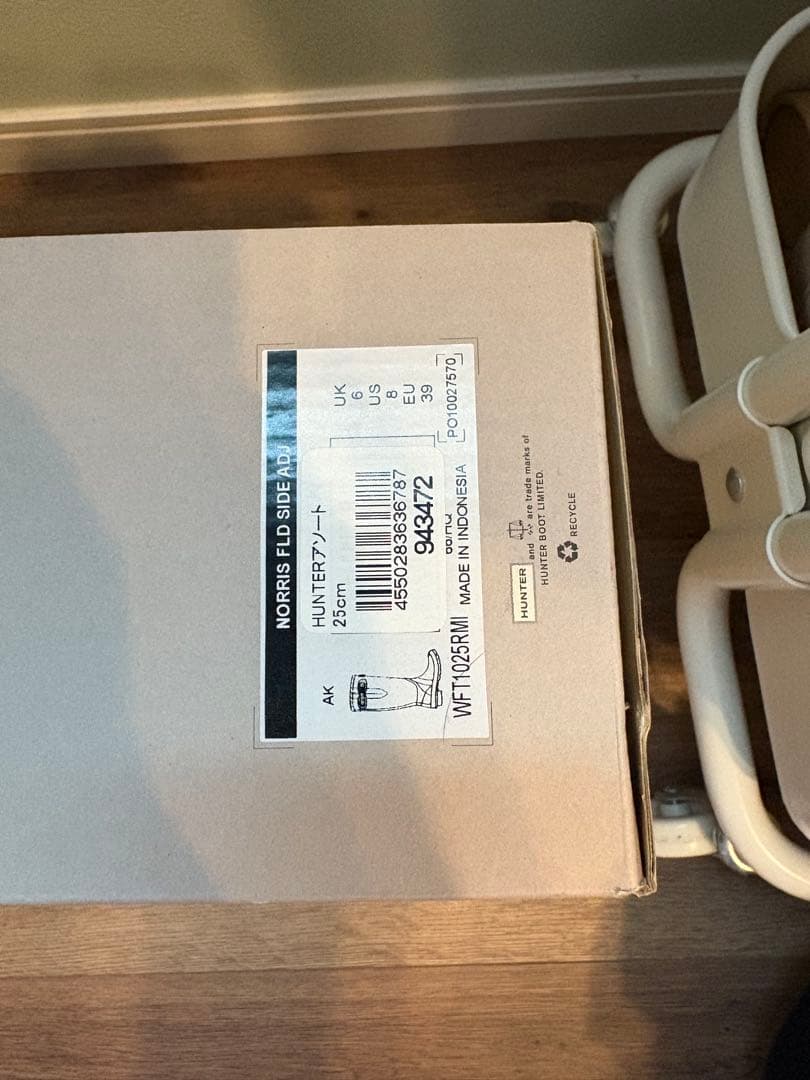 NORRIS FLD SIDE ADJ
AK
HUNTERアソート
25cm
4550283636787
943472
UK
6
US
8
EU
39
WFT1025RMI
MADE IN INDONESIA
PO10027570
HUNTER and are trade marks of
HUNTER BOOT LIMITED.
RECYCLE